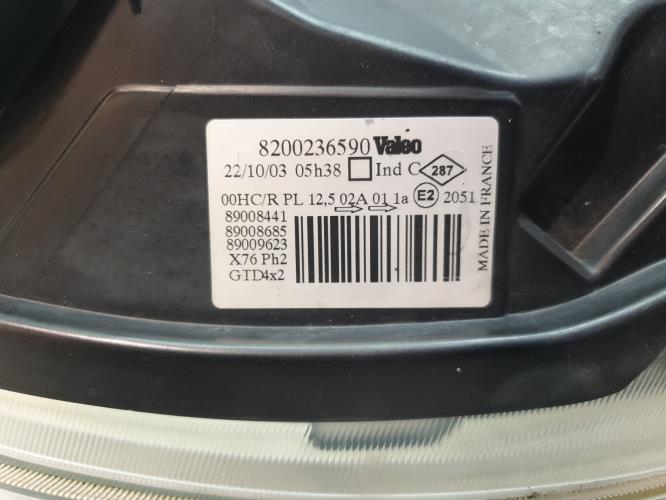 8200236590 Valeo
22/10/03 05h38 Ind C 287
00HC/R PL 12,5 02A 01 1a E2 2051
89008441
89008685
89009623
X76 Ph2
GTD4x2
MADE IN FRANCE